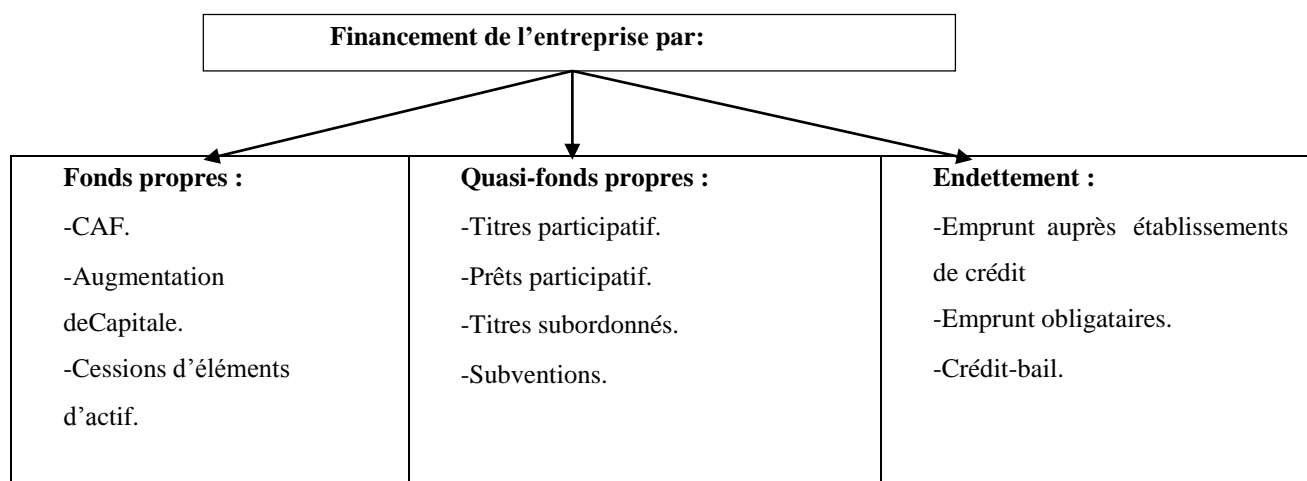 Financement de l’entreprise par:
Fonds propres :
-CAF.
-Augmentation
deCapitale.
-Cessions d’éléments
d’actif.
Quasi-fonds propres :
-Titres participatif.
-Prêts participatif.
-Titres subordonnés.
-Subventions.
Endettement :
-Emprunt auprès établissements
de crédit
-Emprunt obligataires.
-Crédit-bail.